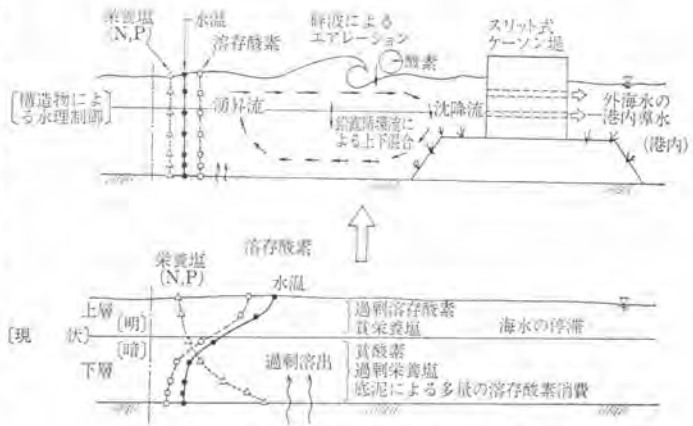 栄養塩
(N,P)
水温
溶存酸素
砕波による
エアレーション
酸素
スリット式
ケーソン堤
〔構造物によ
る水理制御〕
湧昇流
鉛直循環流に
よる上下混合
沈降流
外海水の
港内導水
(港内)
栄養塩
(N,P)
溶存酸素
水温
〔現 状〕
上層
〔明〕
〔暗〕
下層
過剰溶存酸素
貧栄養塩
海水の停滞
過剰溶出
貧酸素
過剰栄養塩
底泥による多量の溶存酸素消費